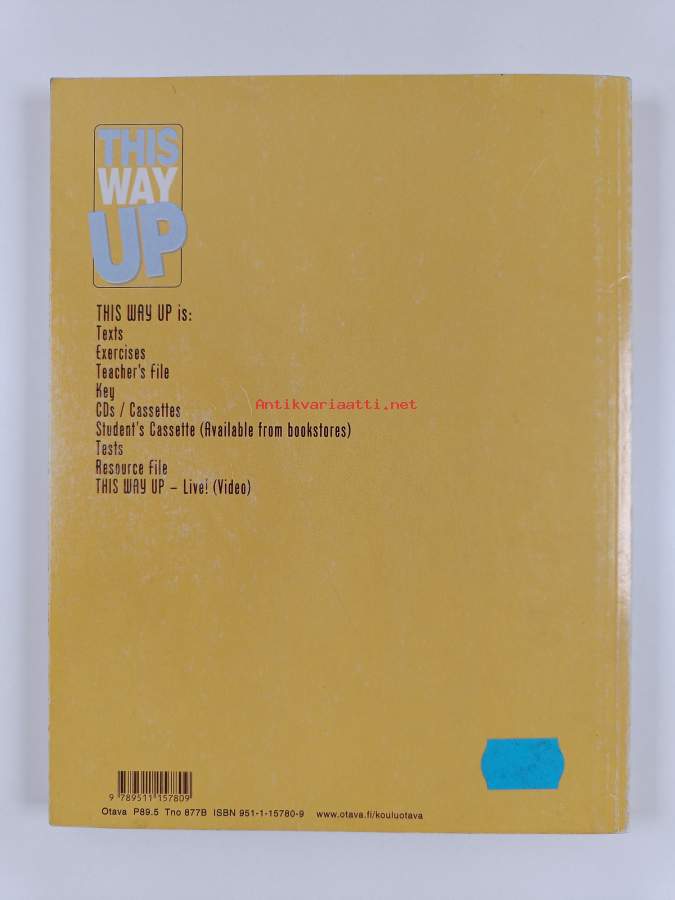 THIS
WAY
UP
THIS WAY UP is:
Texts
Exercises
Teacher's File
Key
CDs / Cassettes
Antikvariaatti.net
Student's Cassette (Available from bookstores)
Tests
Resource File
THIS WAY UP – Live! (Video)
9 789511 157809
Otava P89.5 Tno 877B ISBN 951-1-15780-9 www.otava.fi/kouluotava